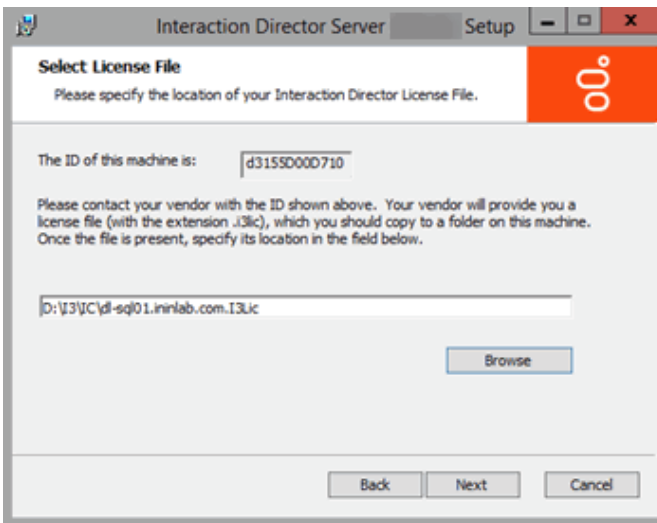 Interaction Director Server Setup
Select License File
Please specify the location of your Interaction Director License File.
The ID of this machine is: d3155D00D710
Please contact your vendor with the ID shown above. Your vendor will provide you a
license file (with the extension .i3lic), which you should copy to a folder on this machine.
Once the file is present, specify its location in the field below.
D:\I3\IC\dl-sql01.ininlab.com.I3Lic
Browse
Back Next Cancel